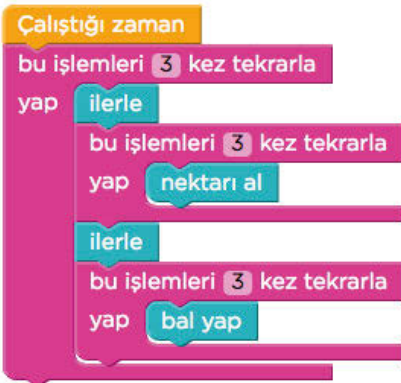 Çalıştığı zaman
bu işlemleri 3 kez tekrarla
yap ilerle
bu işlemleri 3 kez tekrarla
yap nektarı al
ilerle
bu işlemleri 3 kez tekrarla
yap bal yap